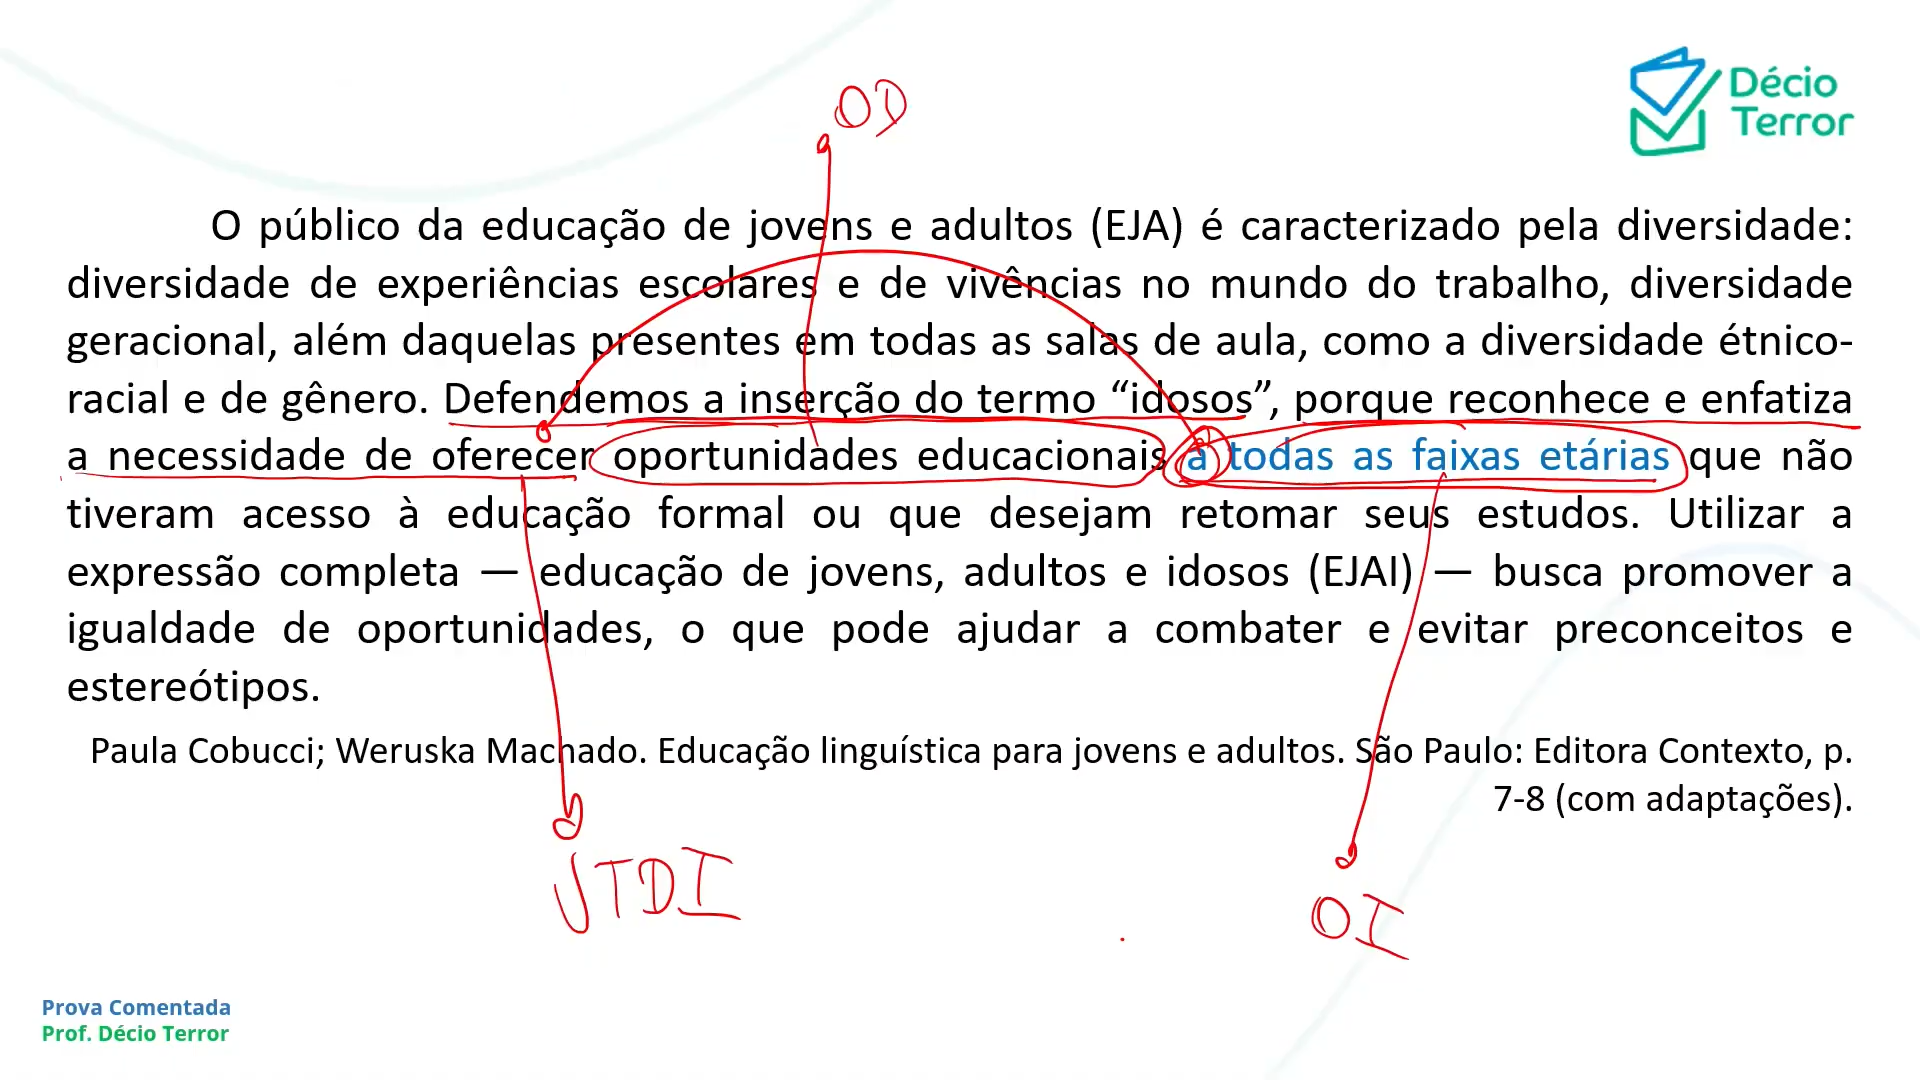 OD
Décio
Terror
O público da educação de jovens e adultos (EJA) é caracterizado pela diversidade:
diversidade de experiências escolares e de vivências no mundo do trabalho, diversidade
geracional, além daquelas presentes em todas as salas de aula, como a diversidade étnico-
racial e de gênero. Defendemos a inserção do termo “idosos”, porque reconhece e enfatiza
a necessidade de oferecer oportunidades educacionais a todas as faixas etárias que não
tiveram acesso à educação formal ou que desejam retomar seus estudos. Utilizar a
expressão completa — educação de jovens, adultos e idosos (EJAI) — busca promover a
igualdade de oportunidades, o que pode ajudar a combater e evitar preconceitos e
estereótipos.
Paula Cobucci; Weruska Machado. Educação linguística para jovens e adultos. São Paulo: Editora Contexto, p.
7-8 (com adaptações).
VTDI
OI
Prova Comentada
Prof. Décio Terror